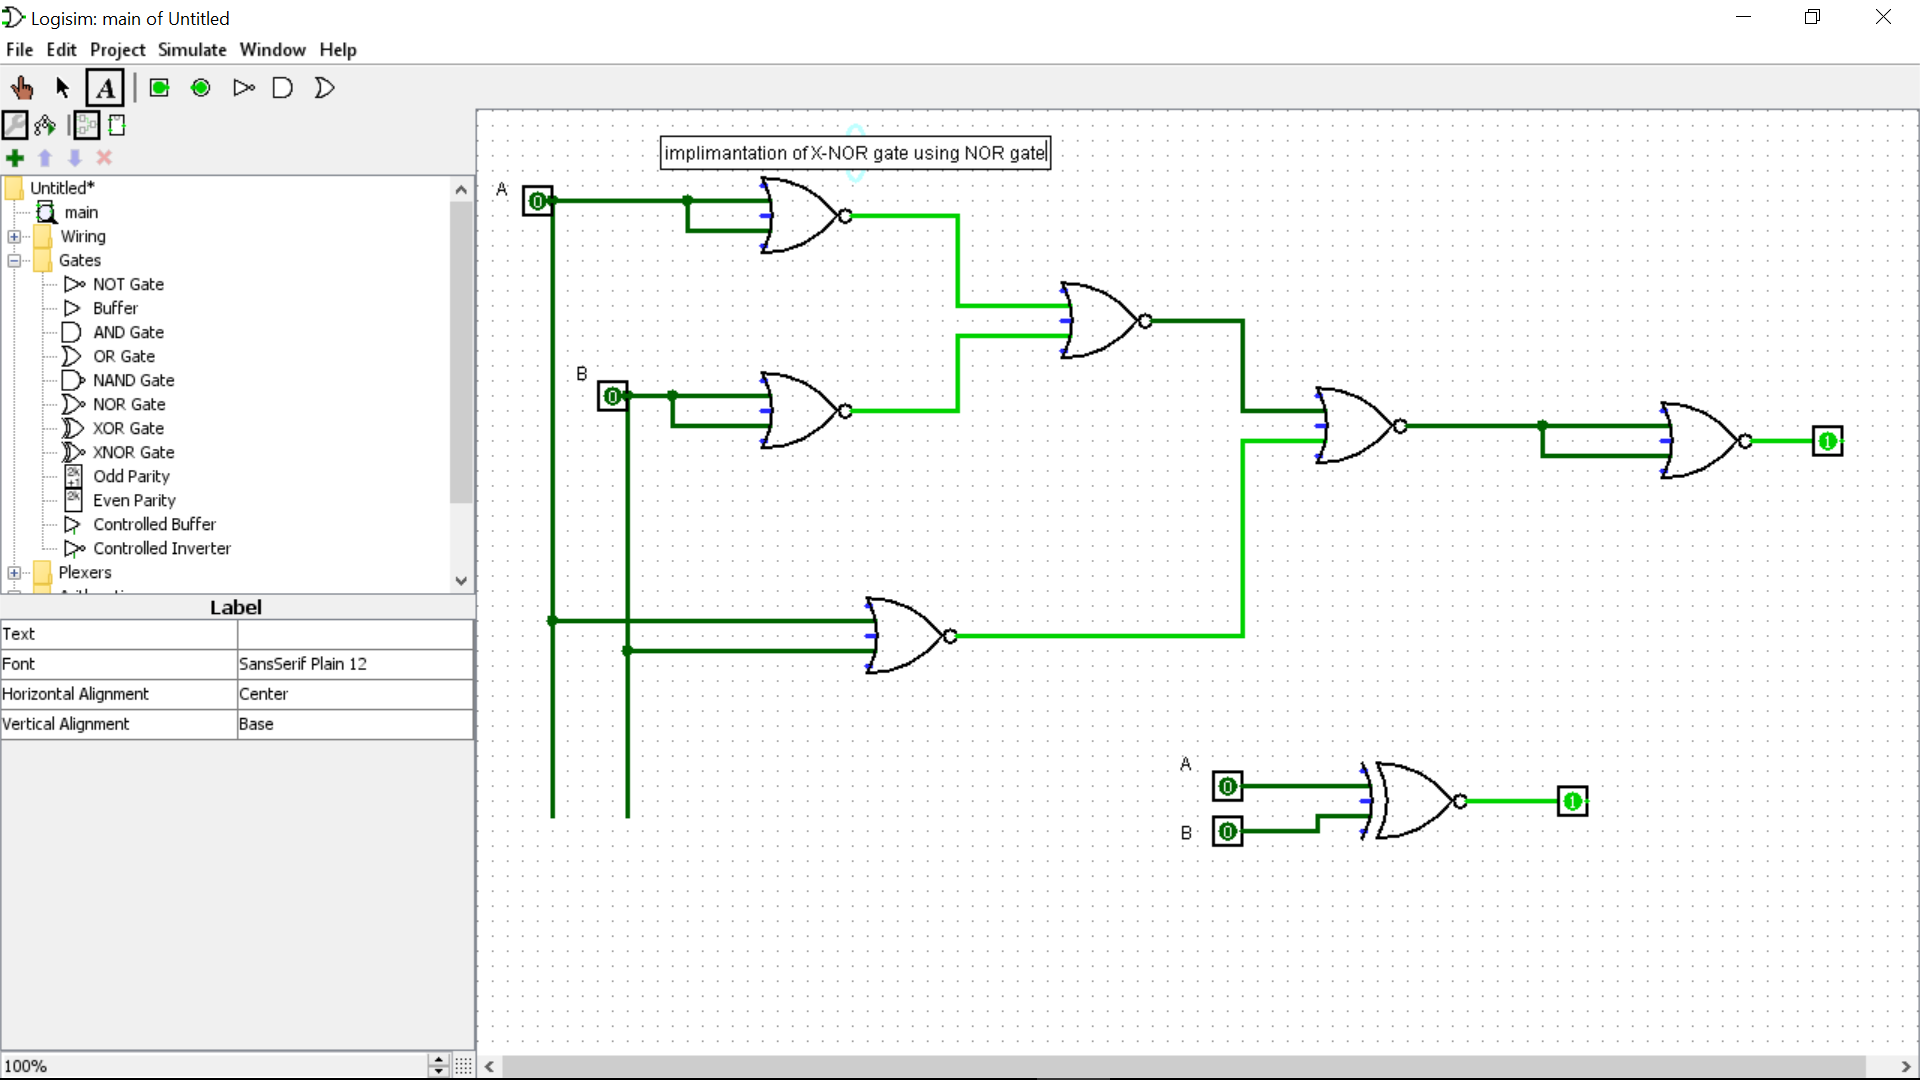 Logisim: main of Untitled
File Edit Project Simulate Window Help
A
Untitled*
main
Wiring
Gates
NOT Gate
Buffer
AND Gate
OR Gate
NAND Gate
NOR Gate
XOR Gate
XNOR Gate
2k+1 Odd Parity
2k Even Parity
Controlled Buffer
Controlled Inverter
Plexers
Label
Text
Font SansSerif Plain 12
Horizontal Alignment Center
Vertical Alignment Base
100%
implimantation of X-NOR gate using NOR gate
A 0
B 0
1
A 0
1
B 0